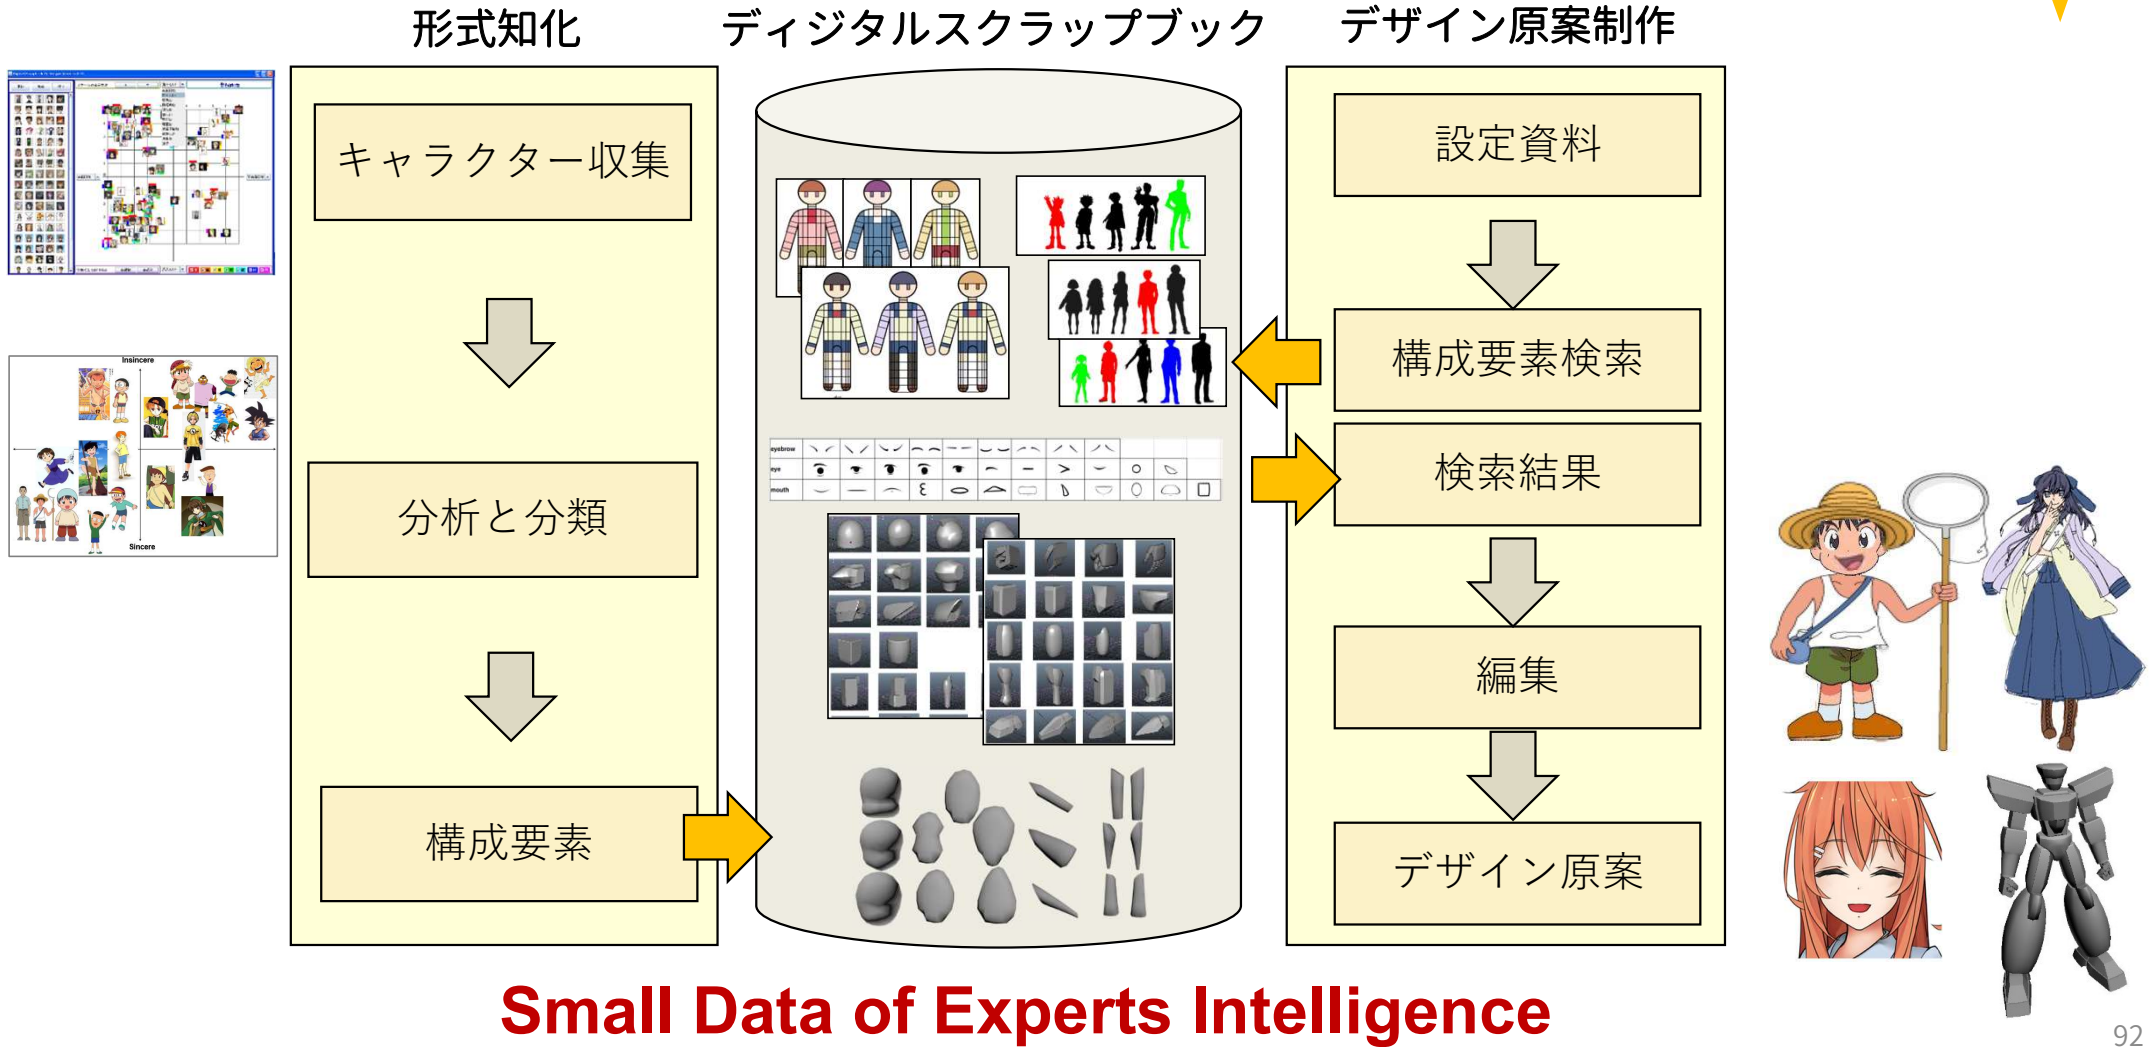 形式知化
ディジタルスクラップブック
デザイン原案制作
キャラクター収集
分析と分類
構成要素
Insincere
Sincere
eyebrow
eye
mouth
設定資料
構成要素検索
検索結果
編集
デザイン原案
Small Data of Experts Intelligence
92